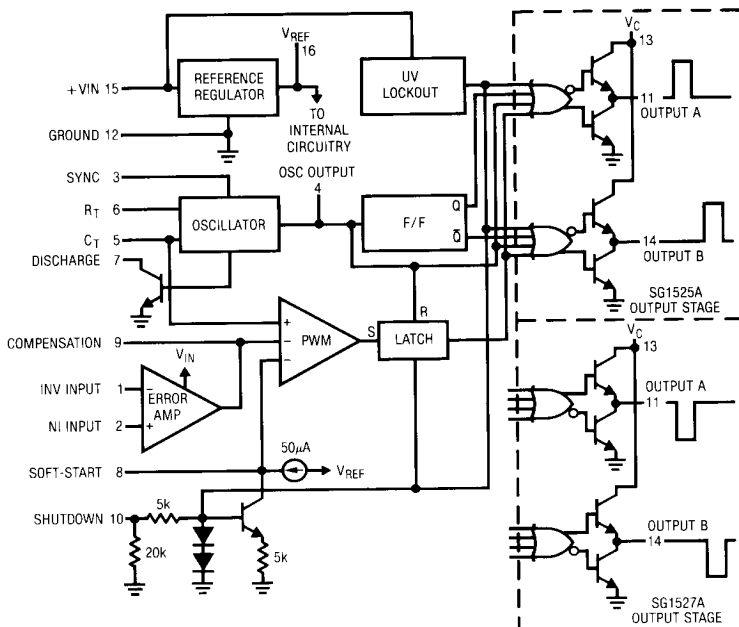 VREF
16
VC
13
+VIN 15
REFERENCE
REGULATOR
UV
LOCKOUT
TO
INTERNAL
CIRCUITRY
GROUND 12
11
OUTPUT A
SYNC 3
OSC OUTPUT
4
RT 6
OSCILLATOR
F/F
Q
Q̅
CT 5
DISCHARGE 7
14
OUTPUT B
SG1525A
OUTPUT STAGE
+
−
−
PWM
S
R
LATCH
COMPENSATION 9
VIN
INV INPUT 1
−
ERROR
AMP
NI INPUT 2
+
VC
13
OUTPUT A
11
50µA
SOFT-START 8
VREF
SHUTDOWN 10
5k
20k
5k
OUTPUT B
14
SG1527A
OUTPUT STAGE